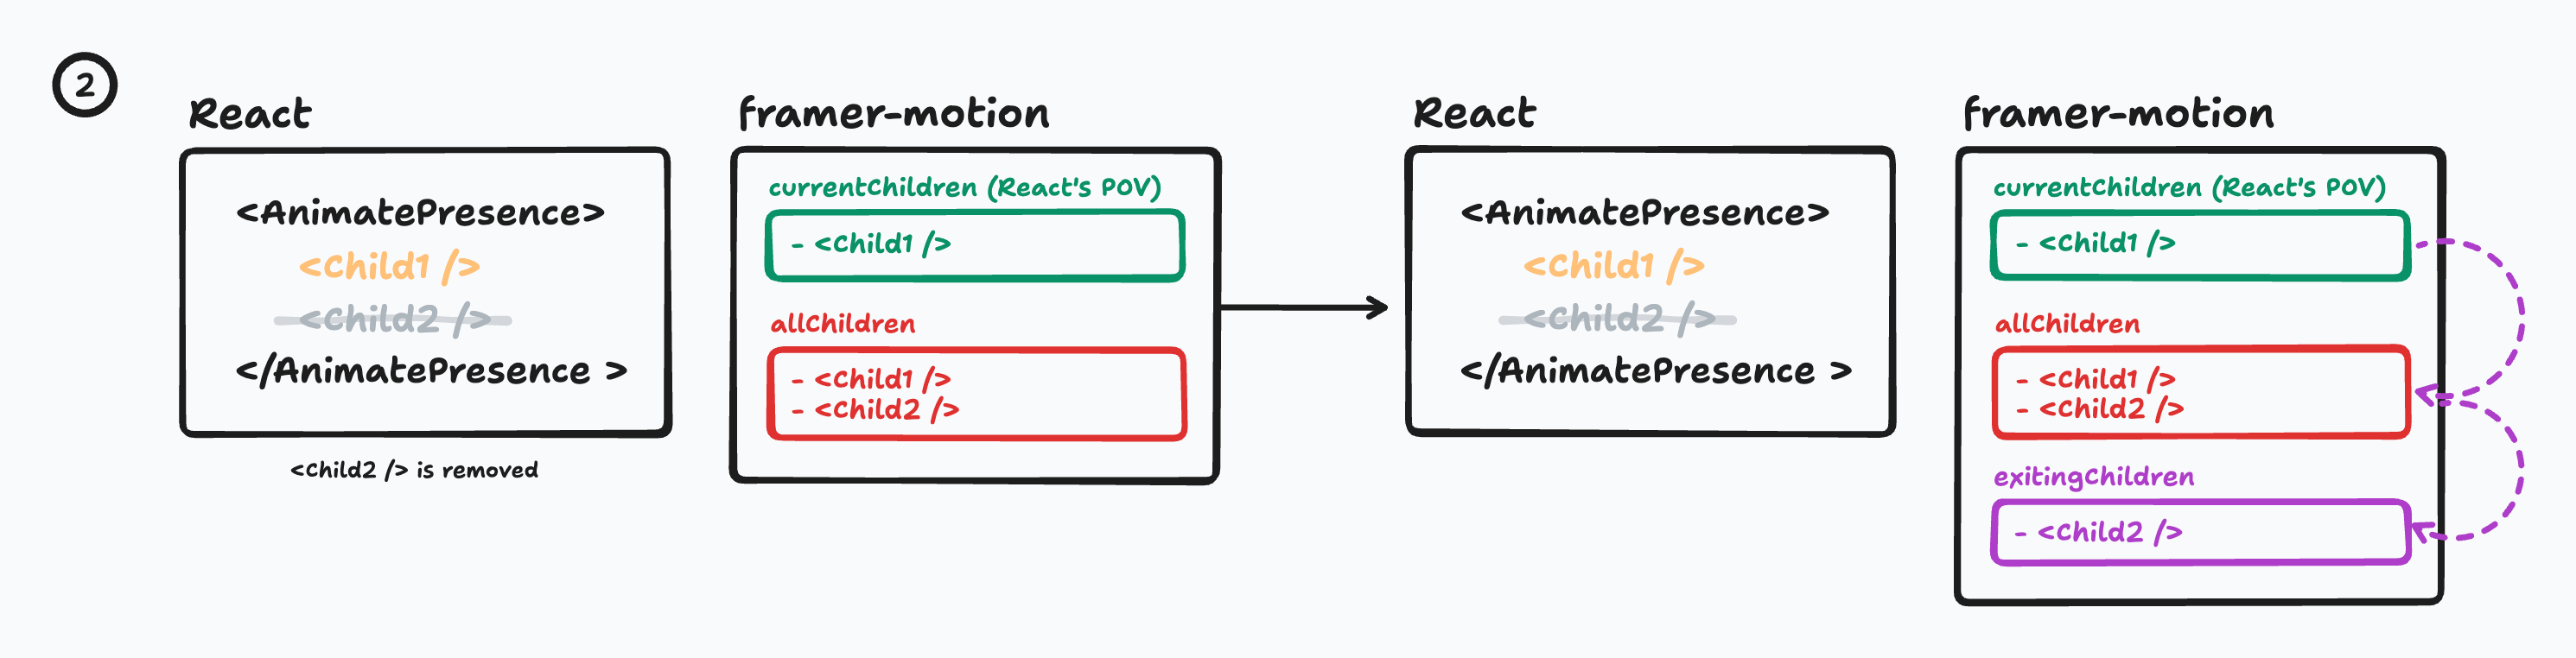 2
React
<AnimatePresence>
<Child1 />
<Child2 />
</AnimatePresence >
<Child2 /> is removed
framer-motion
currentChildren (React's POV)
- <Child1 />
allChildren
- <Child1 />
- <Child2 />
React
<AnimatePresence>
<Child1 />
<Child2 />
</AnimatePresence >
framer-motion
currentChildren (React's POV)
- <Child1 />
allChildren
- <Child1 />
- <Child2 />
exitingChildren
- <Child2 />